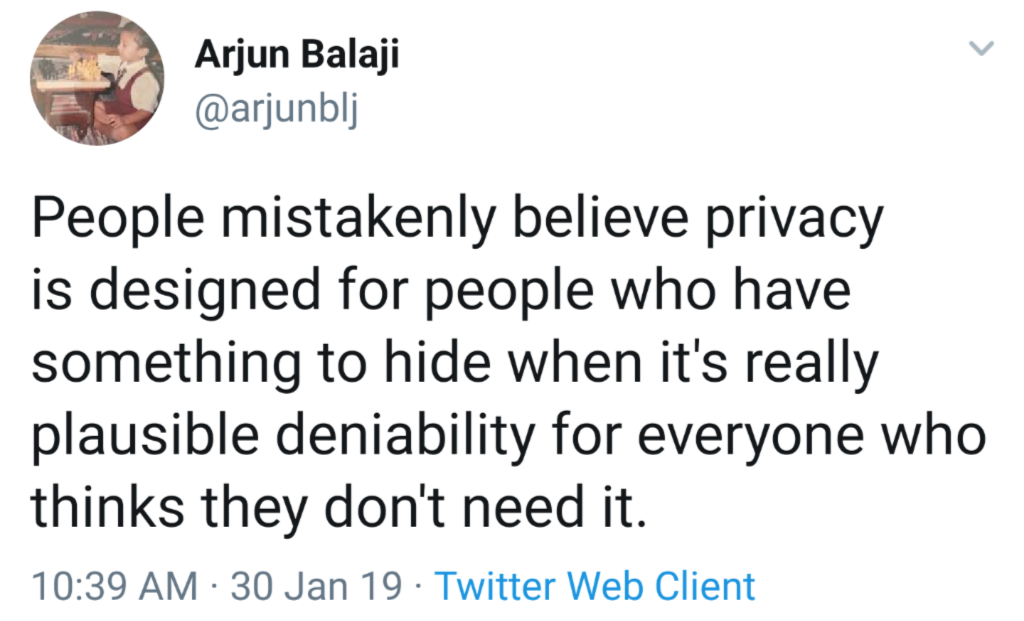 Arjun Balaji
@arjunblj
People mistakenly believe privacy
is designed for people who have
something to hide when it's really
plausible deniability for everyone who
thinks they don't need it.
10:39 AM · 30 Jan 19 · Twitter Web Client